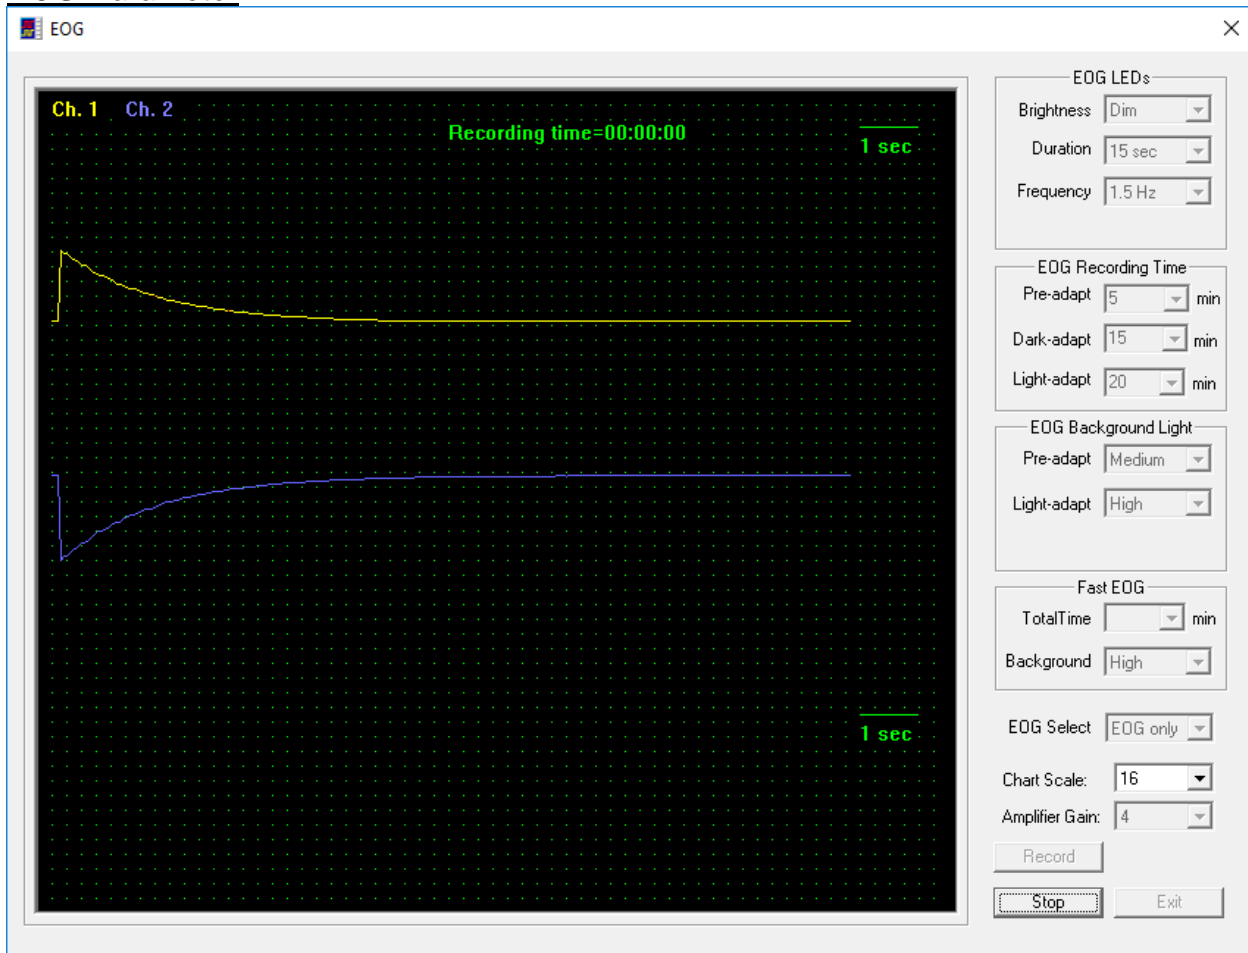 EOG
Ch. 1 Ch. 2
Recording time=00:00:00
1 sec
1 sec
EOG LEDs
Brightness Dim
Duration 15 sec
Frequency 1.5 Hz
EOG Recording Time
Pre-adapt 5 min
Dark-adapt 15 min
Light-adapt 20 min
EOG Background Light
Pre-adapt Medium
Light-adapt High
Fast EOG
TotalTime min
Background High
EOG Select EOG only
Chart Scale: 16
Amplifier Gain: 4
Record
Stop Exit